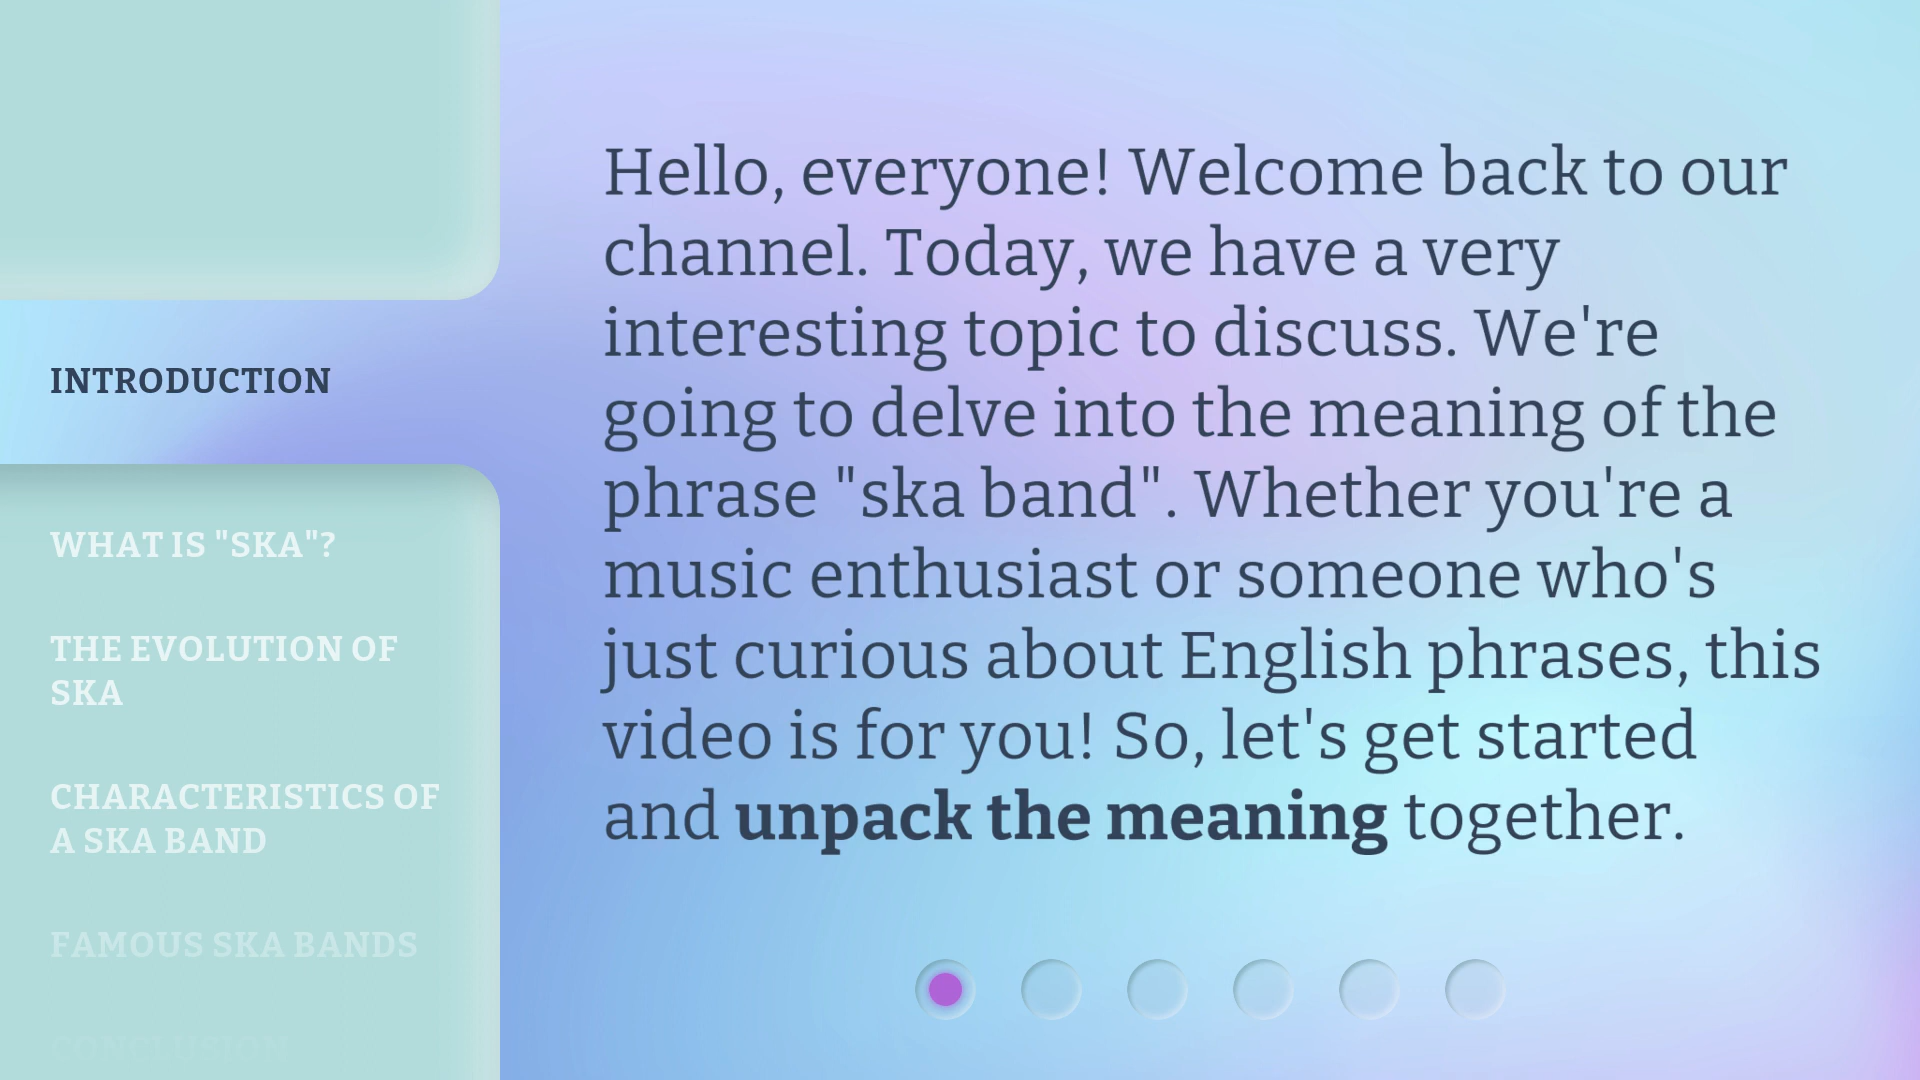 INTRODUCTION
WHAT IS "SKA"?
THE EVOLUTION OF
SKA
CHARACTERISTICS OF
A SKA BAND
FAMOUS SKA BANDS
CONCLUSION
Hello, everyone! Welcome back to our
channel. Today, we have a very
interesting topic to discuss. We're
going to delve into the meaning of the
phrase "ska band". Whether you're a
music enthusiast or someone who's
just curious about English phrases, this
video is for you! So, let's get started
and unpack the meaning together.